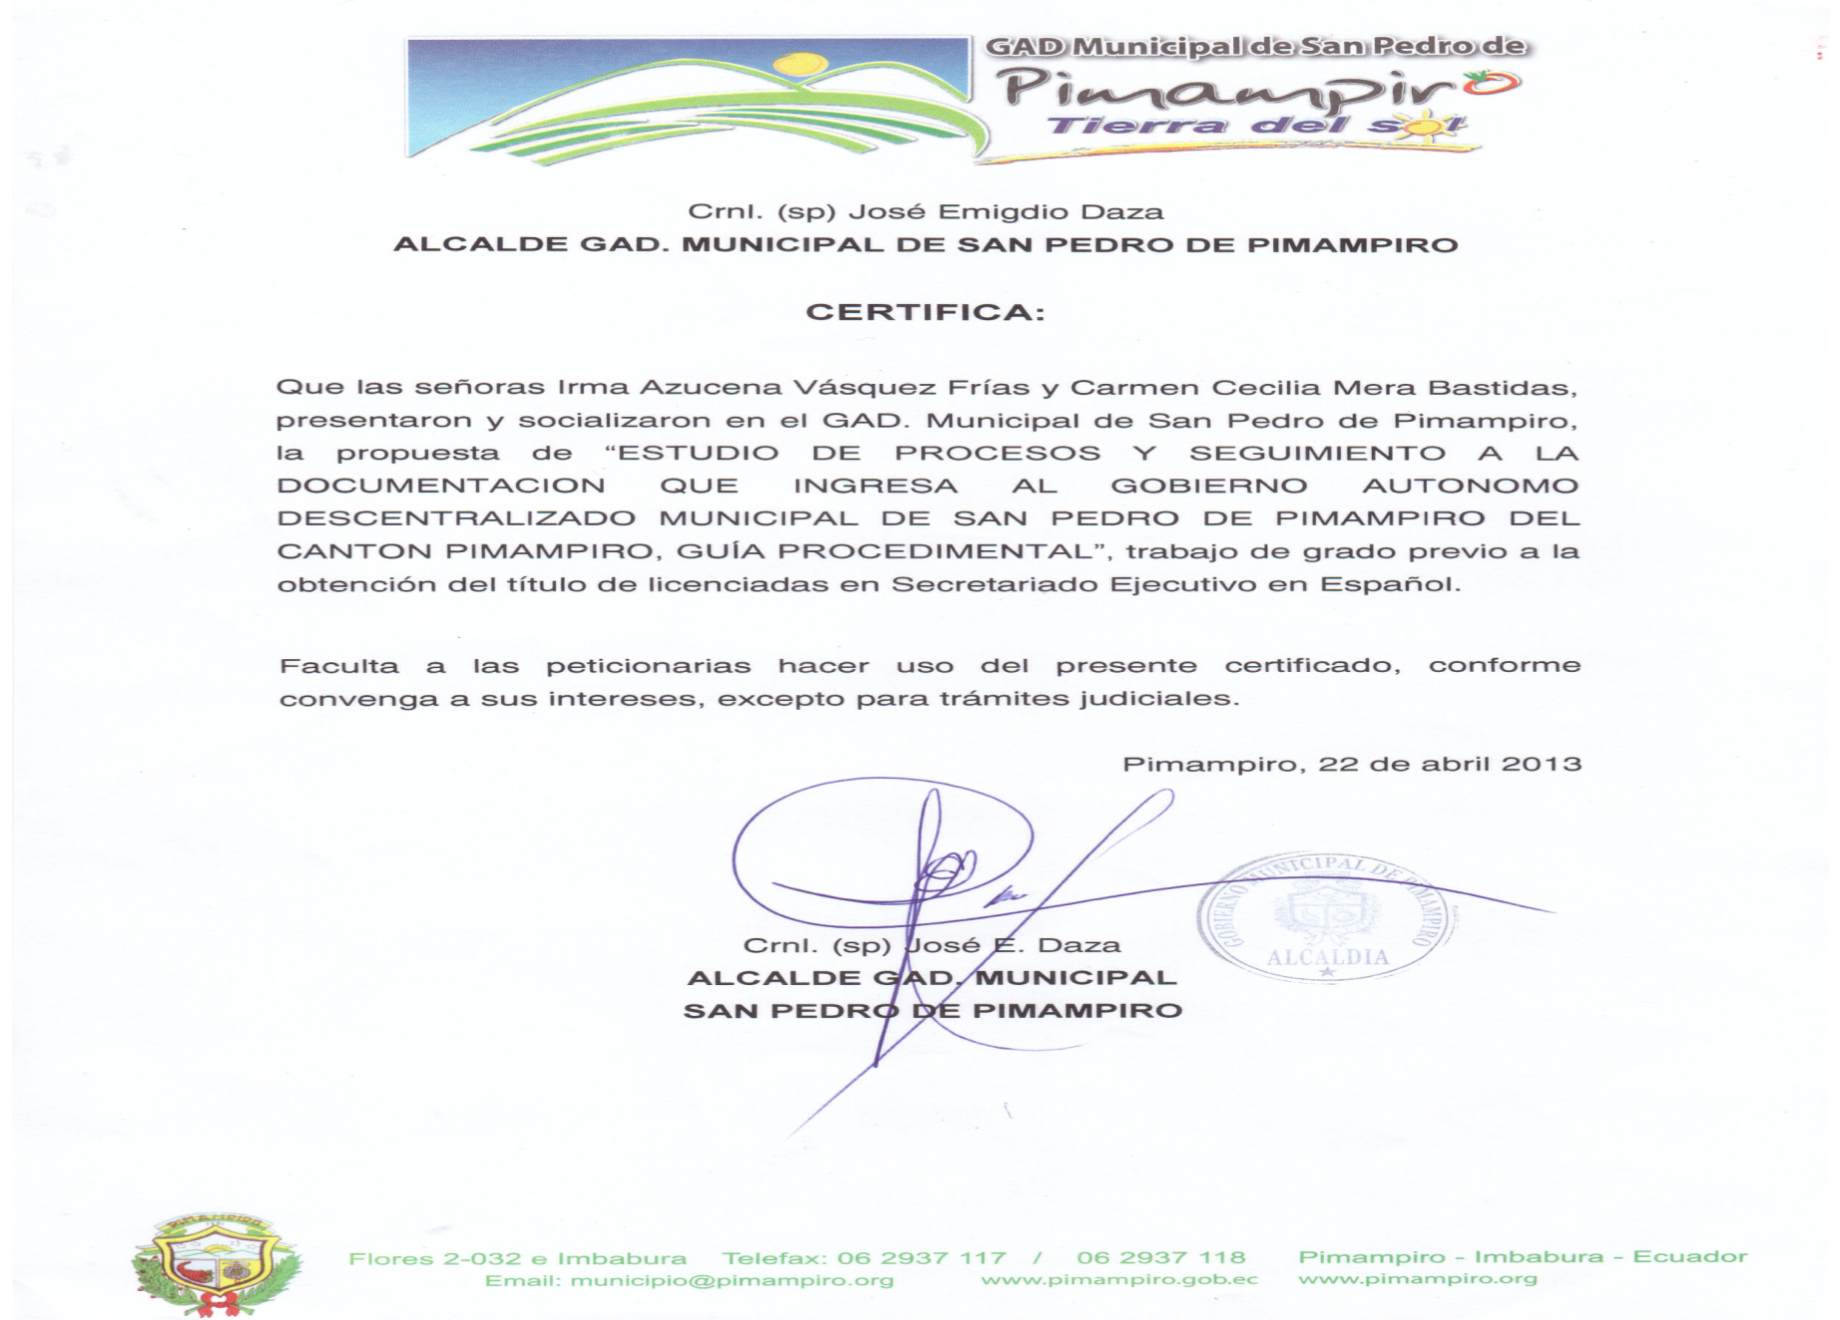 GAD Municipal de San Pedro de
Pimampiro
Tierra del sol
Crnl. (sp) José Emigdio Daza
ALCALDE GAD. MUNICIPAL DE SAN PEDRO DE PIMAMPIRO
CERTIFICA:
Que las señoras Irma Azucena Vásquez Frías y Carmen Cecilia Mera Bastidas,
presentaron y socializaron en el GAD. Municipal de San Pedro de Pimampiro,
la propuesta de “ESTUDIO DE PROCESOS Y SEGUIMIENTO A LA
DOCUMENTACION QUE INGRESA AL GOBIERNO AUTONOMO
DESCENTRALIZADO MUNICIPAL DE SAN PEDRO DE PIMAMPIRO DEL
CANTON PIMAMPIRO, GUÍA PROCEDIMENTAL”, trabajo de grado previo a la
obtención del título de licenciadas en Secretariado Ejecutivo en Español.
Faculta a las peticionarias hacer uso del presente certificado, conforme
convenga a sus intereses, excepto para trámites judiciales.
Pimampiro, 22 de abril 2013
GOBIERNO MUNICIPAL DE PIMAMPIRO
ALCALDIA
Crnl. (sp) José E. Daza
ALCALDE GAD. MUNICIPAL
SAN PEDRO DE PIMAMPIRO
PIMAMPIRO
Flores 2-032 e Imbabura Telefax: 06 2937 117 / 06 2937 118 Pimampiro - Imbabura - Ecuador
Email: municipio@pimampiro.org www.pimampiro.gob.ec www.pimampiro.org